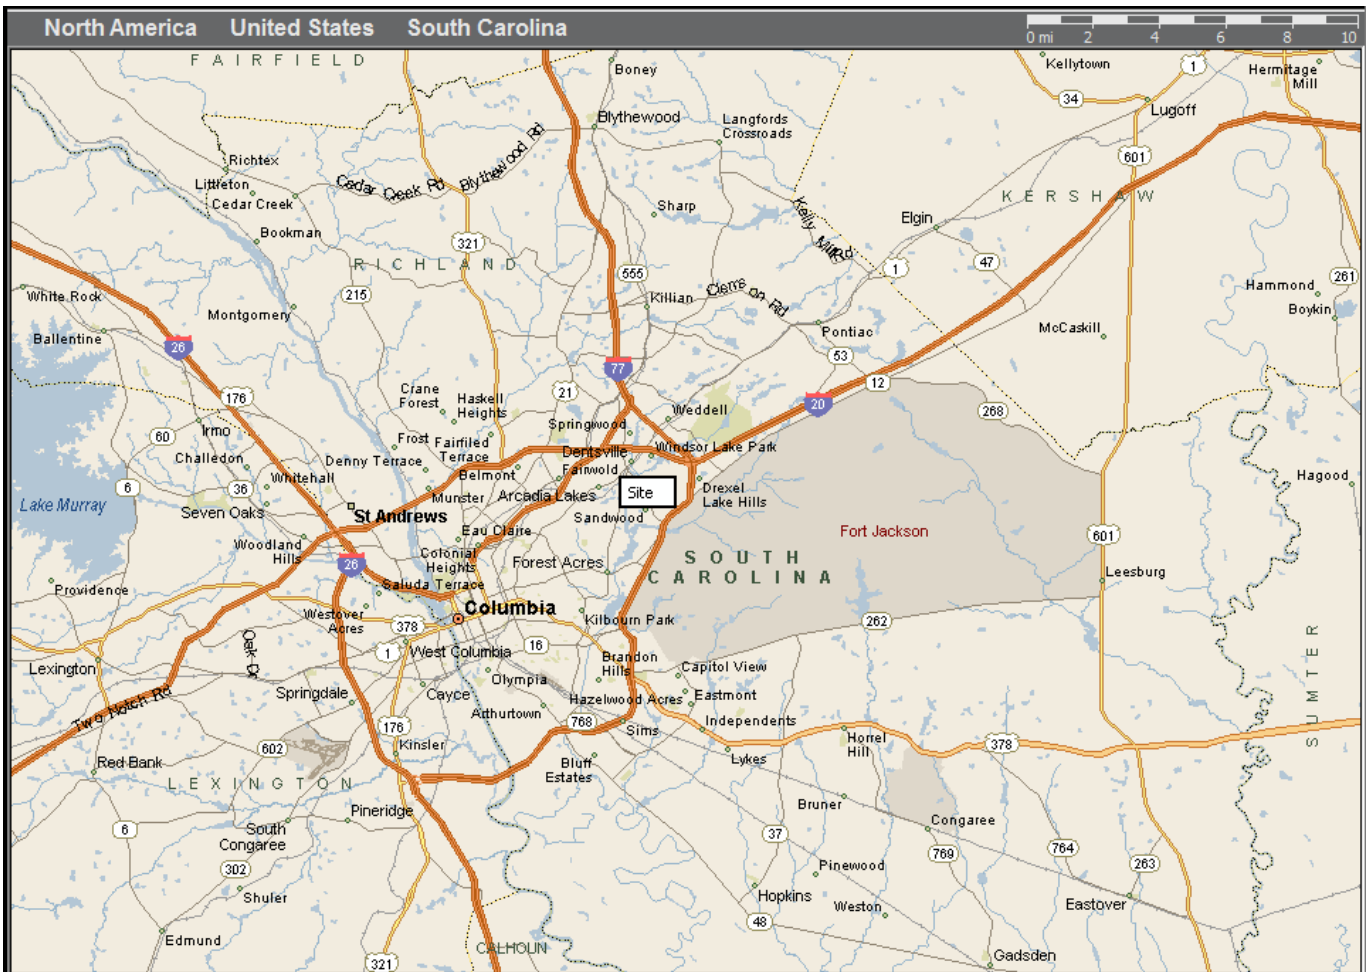 North America United States South Carolina
0 mi 2 4 6 8 10
FAIRFIELD
Boney
Kellytown
1
Hermitage
Mill
34
Lugoff
Blythewood
Langfords
Crossroads
Richtex
Cedar Creek Rd Blythewood Rd
601
Littleton
Cedar Creek
KERSHAW
Sharp
Kelly Mill Rd
Elgin
Bookman
321
RICHLAND
555
1
47
261
White Rock
215
Killian
Clemson Rd
Hammond
Boykin
Montgomery
Ballentine
Pontiac
McCaskill
26
77
53
176
Crane
Forest
Haskell
Heights
21
12
20
268
Weddell
60
Irmo
Springwood
Frost
Fairfiled
Terrace
Dentsville
Windsor Lake Park
Challedon
Denny Terrace
Belmont
Fairwold
Hagood
6
36
Whitehall
Munster
Arcadia Lakes
Site
Drexel
Lake Hills
Lake Murray
Seven Oaks
St Andrews
Sandwood
Eau Claire
Fort Jackson
601
Woodland
Hills
Colonial
Heights
Forest Acres
SOUTH
CAROLINA
26
Leesburg
Providence
Saluda Terrace
Westover
Acres
Columbia
Kilbourn Park
262
378
Oak Dr
1
West Columbia
16
SUMTER
Lexington
Brandon
Hills
Capitol View
Olympia
Springdale
Cayce
Hazelwood Acres
Eastmont
Two Notch Rd
Arthurtown
768
Independents
176
Sims
Horrel
Hill
378
602
Kinsler
Lykes
Red Bank
Bluff
Estates
LEXINGTON
Bruner
Pineridge
Congaree
6
South
Congaree
37
769
764
263
302
Pinewood
Shuler
Hopkins
Weston
Eastover
48
Edmund
CALHOUN
321
Gadsden